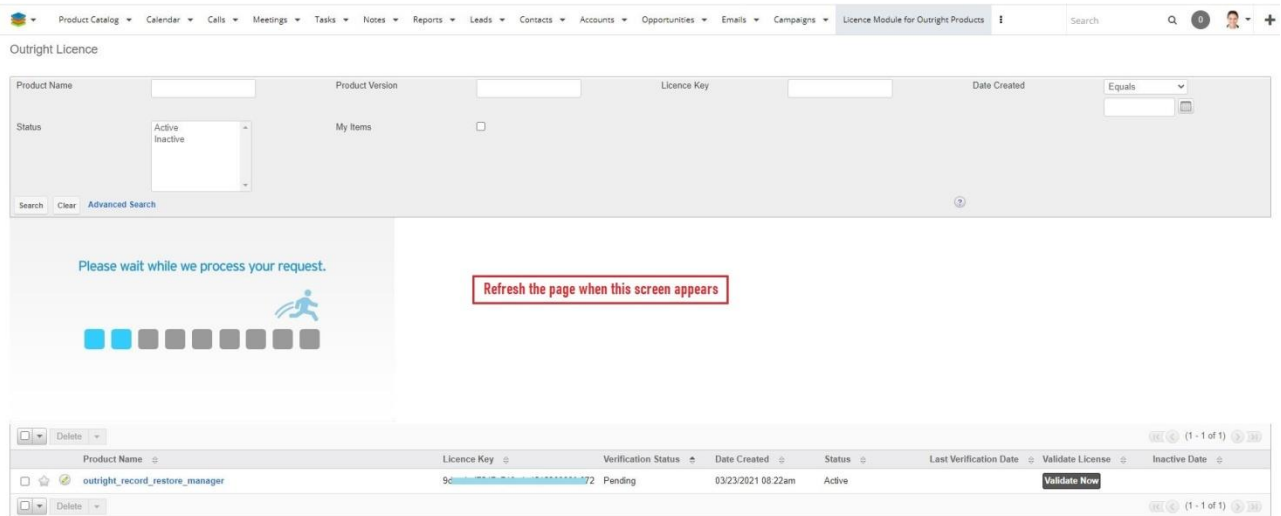 Product Catalog Calendar Calls Meetings Tasks Notes Reports Leads Contacts Accounts Opportunities Emails Campaigns Licence Module for Outright Products Search 0
Outright Licence
Product Name Product Version Licence Key Date Created Equals
Status Active My Items
Inactive
Search Clear Advanced Search ?
Please wait while we process your request.
Refresh the page when this screen appears
Delete (1 - 1 of 1)
Product Name Licence Key Verification Status Date Created Status Last Verification Date Validate License Inactive Date
outright_record_restore_manager Pending 03/23/2021 08:22am Active Validate Now
Delete (1 - 1 of 1)